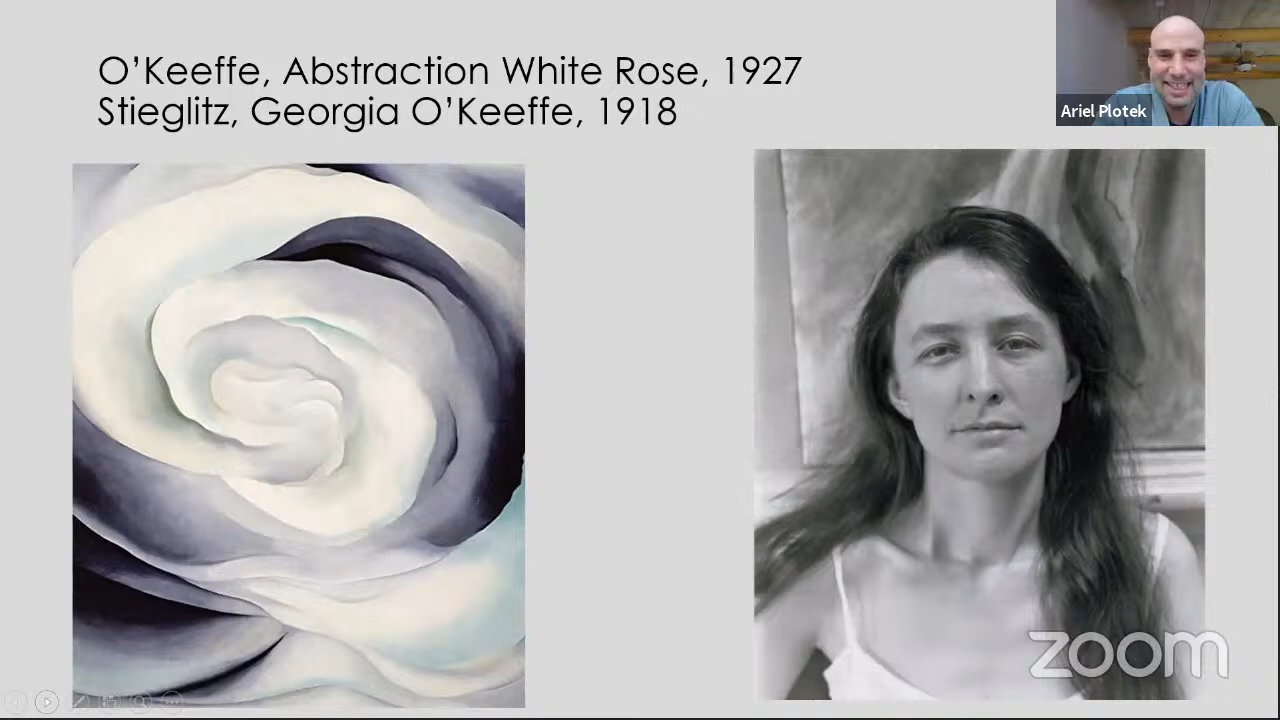 O’Keeffe, Abstraction White Rose, 1927
Stieglitz, Georgia O’Keeffe, 1918
Ariel Plotek
zoom